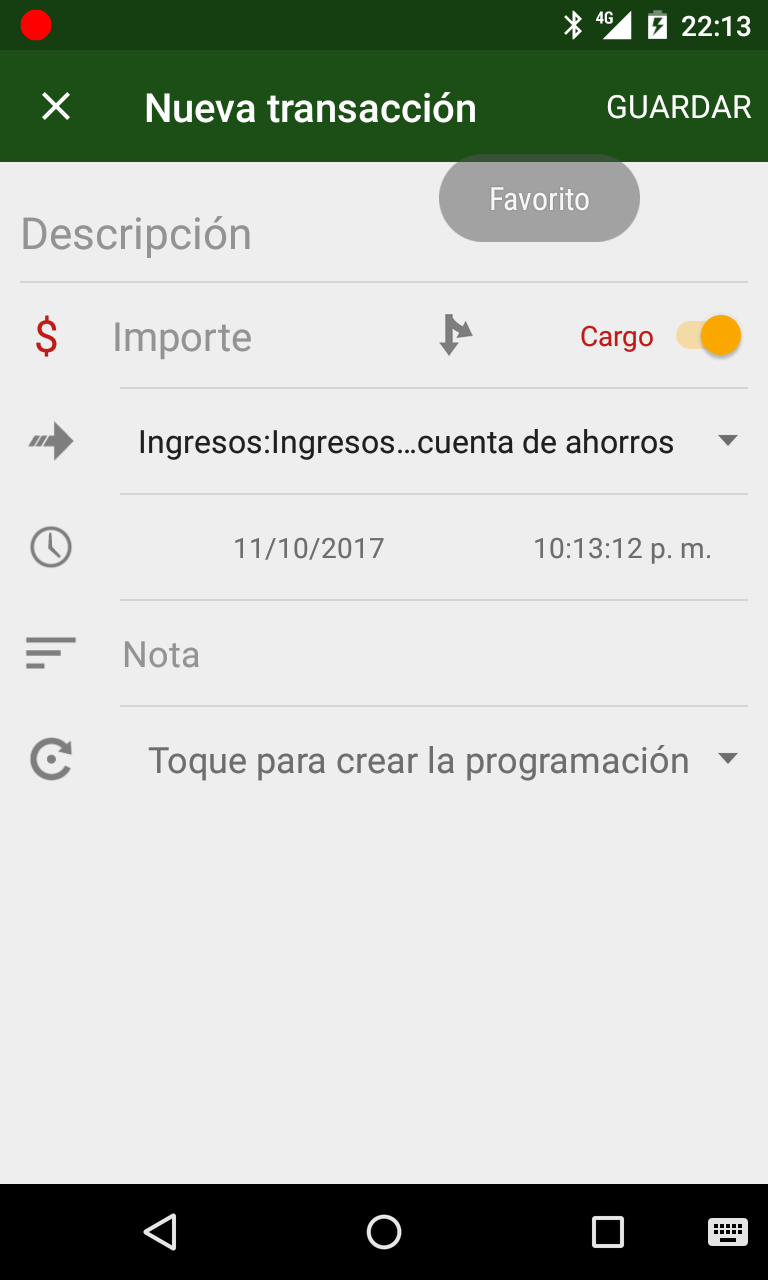 4G 22:13
Nueva transacción GUARDAR
Favorito
Descripción
$ Importe Cargo
Ingresos:Ingresos...cuenta de ahorros
11/10/2017 10:13:12 p. m.
Nota
Toque para crear la programación